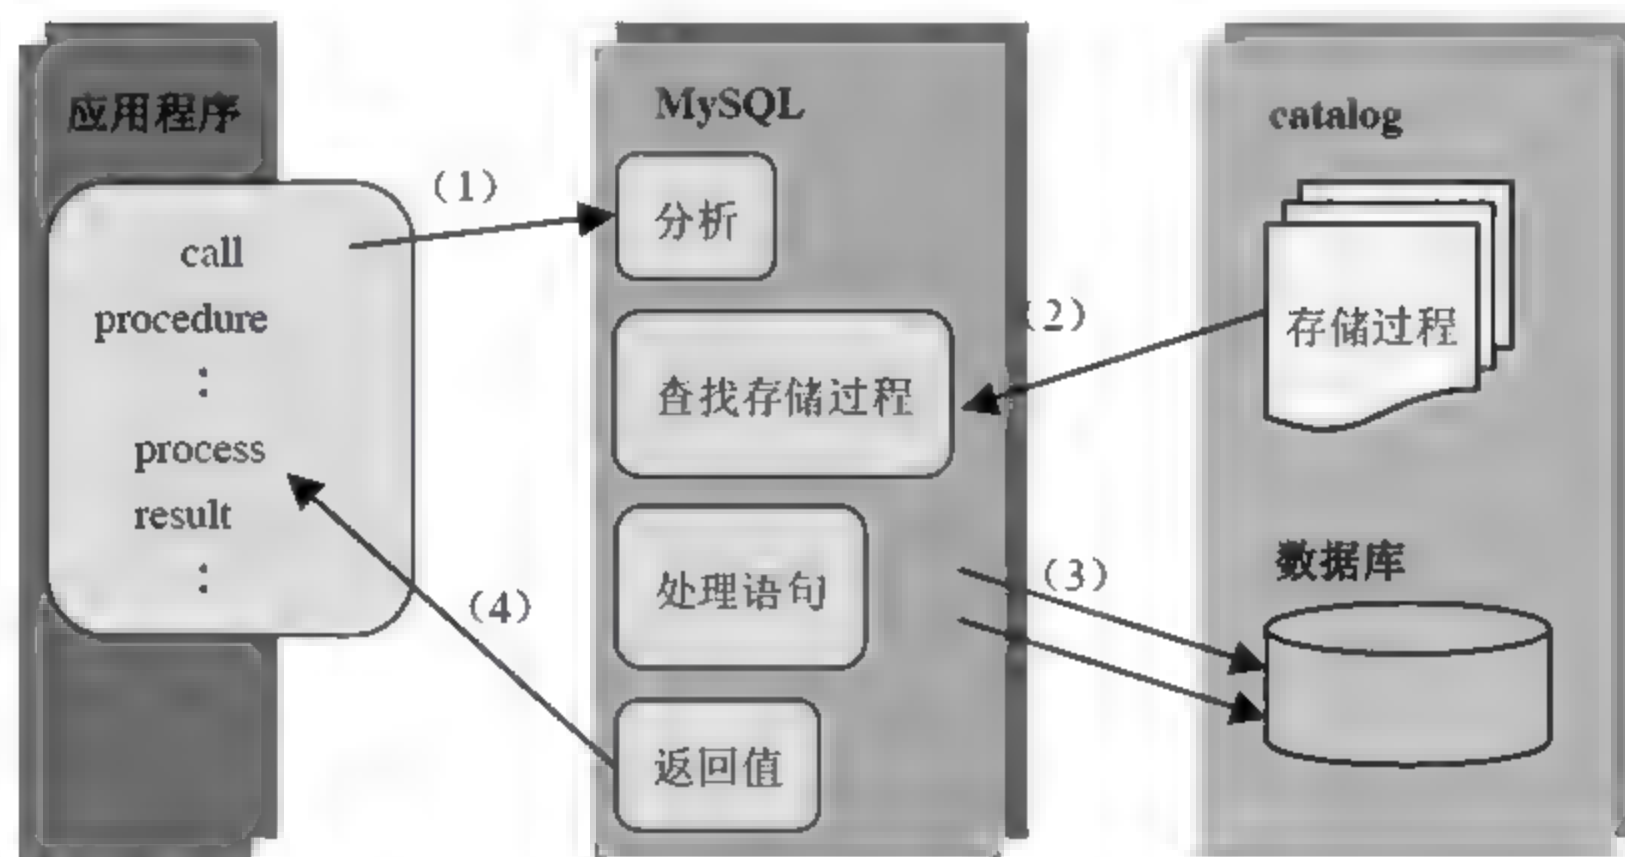 应用程序
call
procedure
⋮
process
result
⋮
(1)
(4)
MySQL
分析
查找存储过程
处理语句
返回值
(2)
(3)
catalog
存储过程
数据库